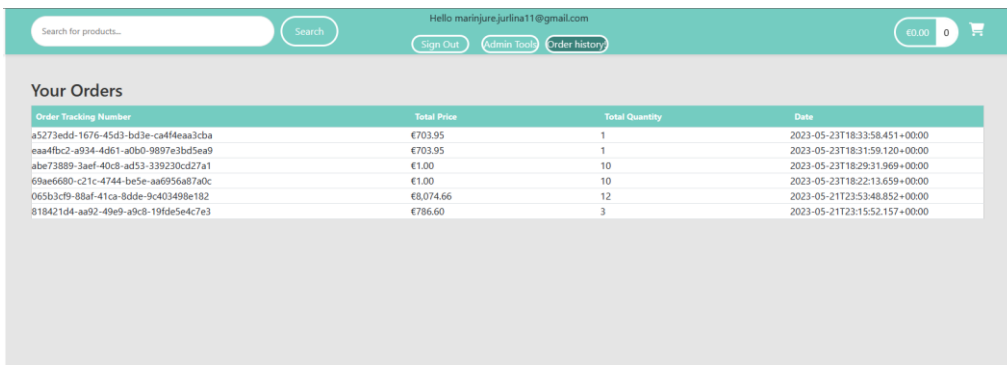 Hello marinjure.jurlina11@gmail.com
Search for products... Search €0.00 0
Sign Out Admin Tools Order history
Your Orders
Order Tracking Number Total Price Total Quantity Date
a5273edd-1676-45d3-bd3e-ca4f4eaa3cba €703.95 1 2023-05-23T18:33:58.451+00:00
eaa4fbc2-a934-4d61-a0b0-9897e3bd5ea9 €703.95 1 2023-05-23T18:31:59.120+00:00
abe73889-3aef-40c8-ad53-339230cd27a1 €1.00 10 2023-05-23T18:29:31.969+00:00
69ae6680-c21c-4744-be5e-aa6956a87a0c €1.00 10 2023-05-23T18:22:13.659+00:00
065b3cf9-88af-41ca-8dde-9c403498e182 €8,074.66 12 2023-05-21T23:53:48.852+00:00
818421d4-aa92-49e9-a9c8-19fde5e4c7e3 €786.60 3 2023-05-21T23:15:52.157+00:00